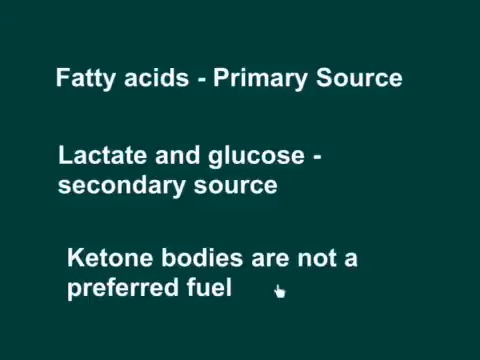 Fatty acids - Primary Source
Lactate and glucose -
secondary source
Ketone bodies are not a
preferred fuel